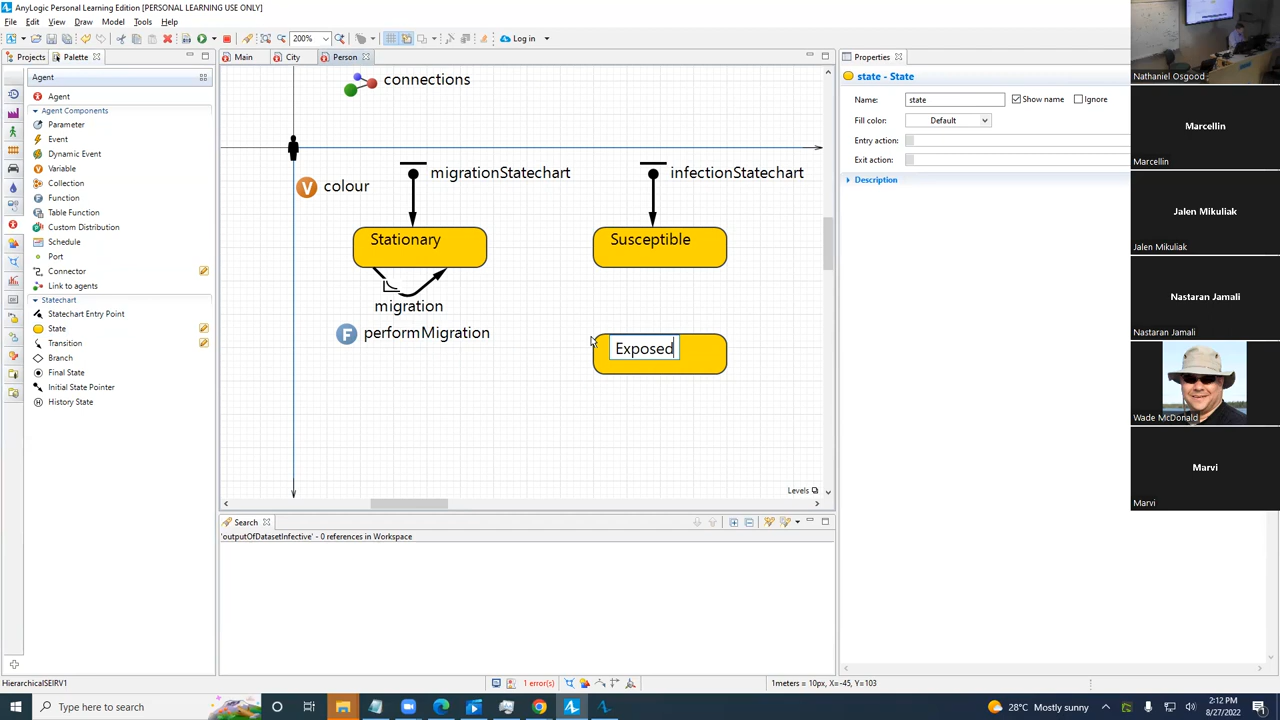 AnyLogic Personal Learning Edition [PERSONAL LEARNING USE ONLY]
File Edit View Draw Model Tools Help
200% Log in
Projects Palette Main City Person Properties
Agent
Agent
Agent Components
Parameter
Event
Dynamic Event
Variable
Collection
Function
Table Function
Custom Distribution
Schedule
Port
Connector
Link to agents
Statechart
Statechart Entry Point
State
Transition
Branch
Final State
Initial State Pointer
History State
connections
colour
migrationStatechart
infectionStatechart
Stationary
Susceptible
migration
performMigration
Exposed
Levels
Search
'outputOfDatasetInfective' - 0 references in Workspace
state - State
Name: state Show name Ignore
Fill color: Default
Entry action:
Exit action:
Description
Nathaniel Osgood
Marcellin
Marcellin
Jalen Mikuliak
Jalen Mikuliak
Nastaran Jamali
Nastaran Jamali
Wade McDonald
Marvi
Marvi
HierarchicalSEIRV1 1 error(s) 1meters = 10px, X=-45, Y=103
Type here to search
28°C Mostly sunny
2:12 PM
8/27/2022